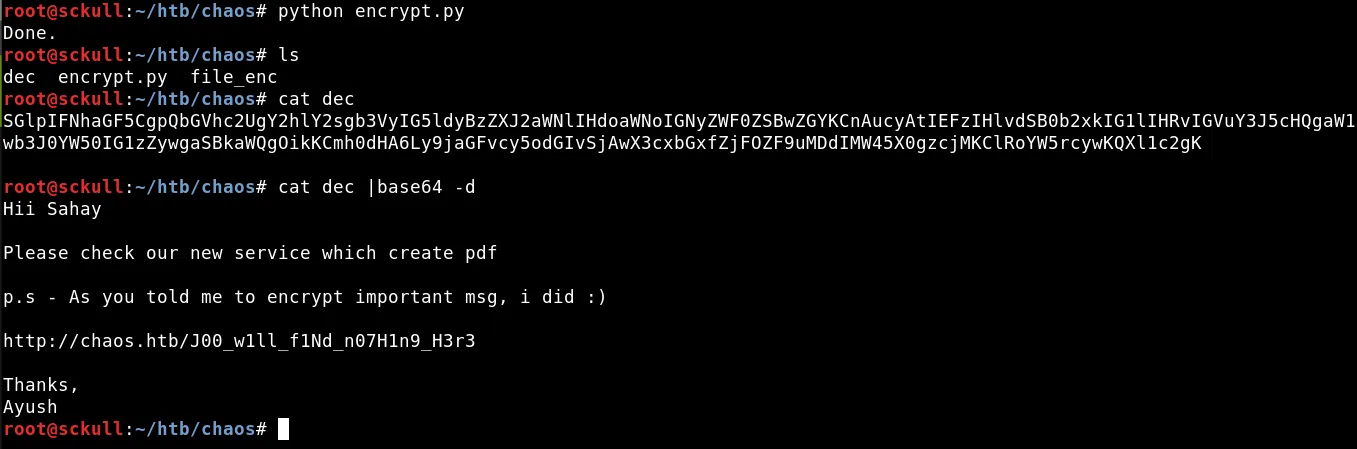 root@sckull:~/htb/chaos# python encrypt.py
Done.
root@sckull:~/htb/chaos# ls
dec  encrypt.py  file_enc
root@sckull:~/htb/chaos# cat dec
SGlpIFNhaGF5CgpQbGVhc2UgY2hlY2sgb3VyIG5ldyBzZXJ2aWNlIHdoaWNoIGNyZWF0ZSBwZGYKCnAucyAtIEFzIHlvdSB0b2xkIG1lIHRvIGVuY3J5cHQgaW1
wb3J0YW50IG1zZywgaSBkaWQgOikKCmh0dHA6Ly9jaGFvcy5odGIvSjAwX3cxbGxfZjFOZF9uMDdIMW45X0gzcjMKClRoYW5rcywKQXl1c2gK
root@sckull:~/htb/chaos# cat dec |base64 -d
Hii Sahay
Please check our new service which create pdf
p.s - As you told me to encrypt important msg, i did :)
http://chaos.htb/J00_w1ll_f1Nd_n07H1n9_H3r3
Thanks,
Ayush
root@sckull:~/htb/chaos#